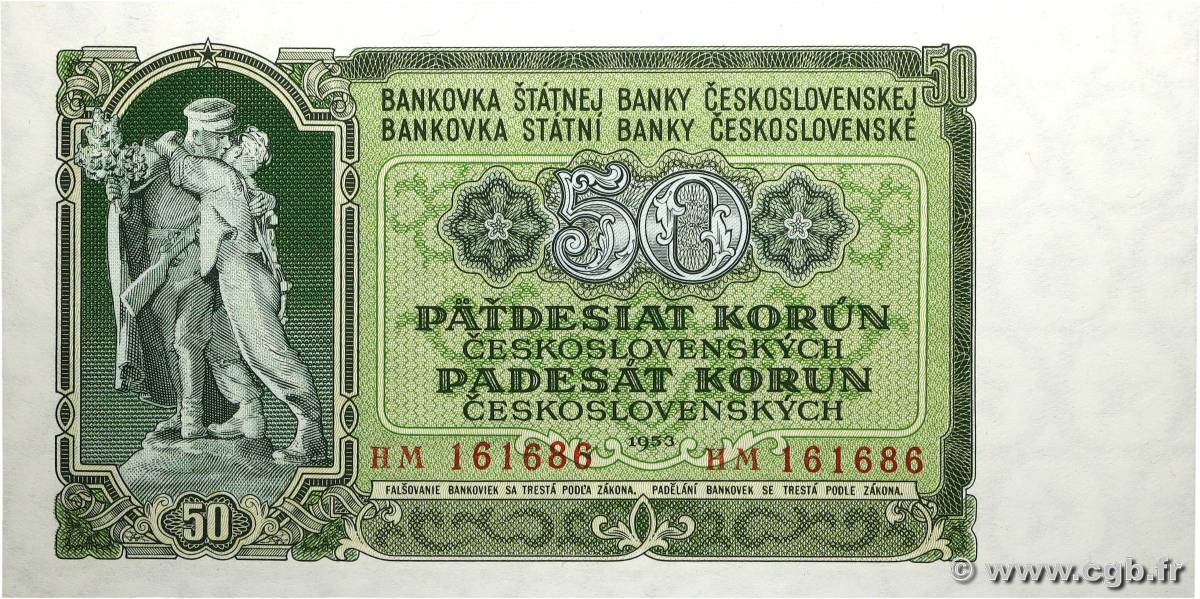 50
BANKOVKA ŠTÁTNEJ BANKY ČESKOSLOVENSKEJ
BANKOVKA STÁTNÍ BANKY ČESKOSLOVENSKÉ
50
PÄŤDESIAT KORÚN
ČESKOSLOVENSKÝCH
PADESÁT KORUN
ČESKOSLOVENSKÝCH
1953
HM 161686 HM 161686
FALŠOVANIE BANKOVIEK SA TRESTÁ PODĽA ZÁKONA. PADĚLÁNÍ BANKOVEK SE TRESTÁ PODLE ZÁKONA.
50
© www.cgb.fr